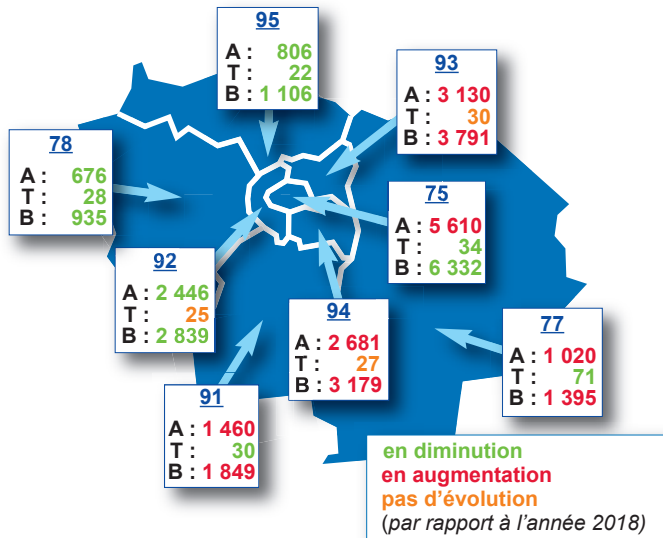 95
A : 806
T : 22
B : 1 106
93
A : 3 130
T : 30
B : 3 791
78
A : 676
T : 28
B : 935
75
A : 5 610
T : 34
B : 6 332
92
A : 2 446
T : 25
B : 2 839
94
A : 2 681
T : 27
B : 3 179
77
A : 1 020
T : 71
B : 1 395
91
A : 1 460
T : 30
B : 1 849
en diminution
en augmentation
pas d’évolution
(par rapport à l’année 2018)